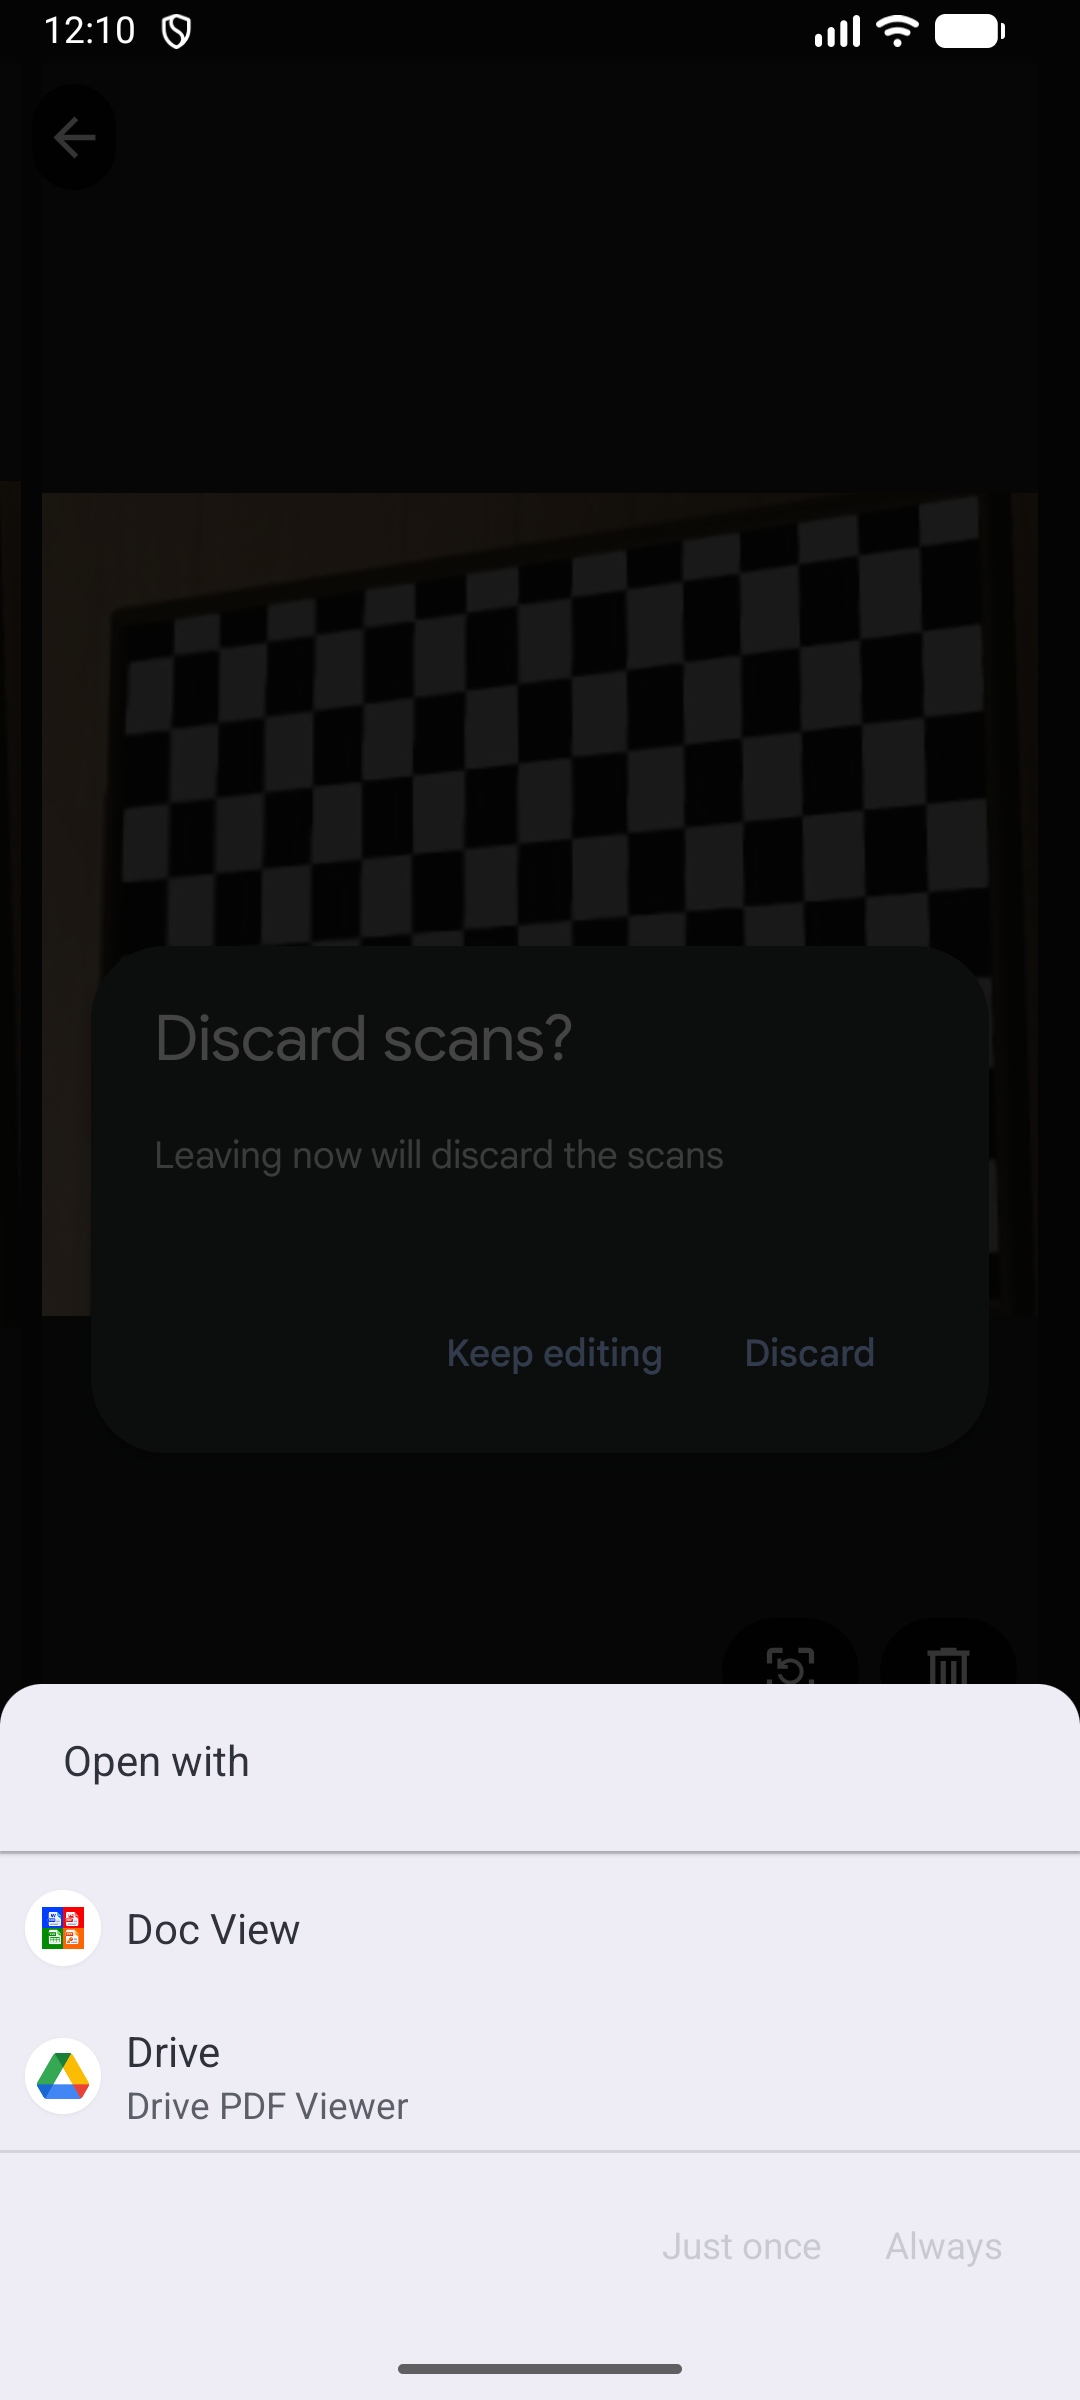 12:10
Discard scans?
Leaving now will discard the scans
Keep editing Discard
Open with
Doc View
Drive
Drive PDF Viewer
Just once Always